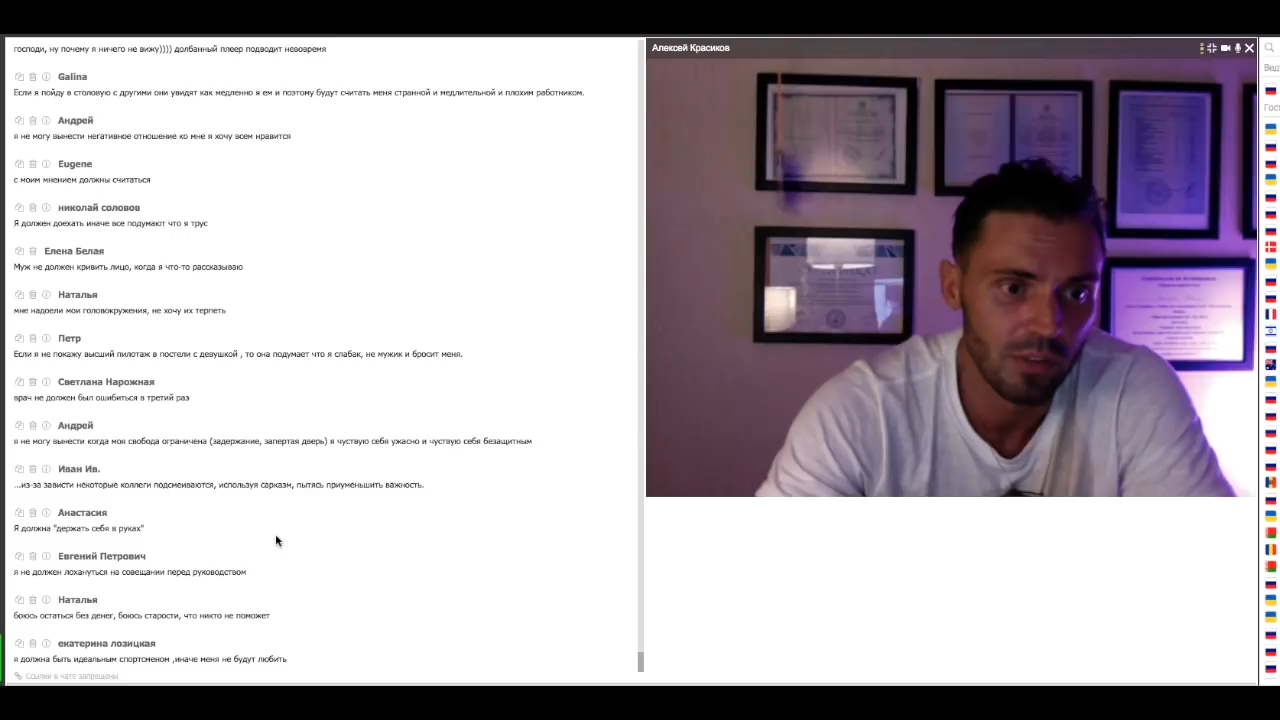 господи, ну почему я ничего не вижу)))) долбанный плеер подводит невовремя
Galina
Если я пойду в столовую с другими они увидят как медленно я ем и поэтому будут считать меня странной и медлительной и плохим работником.
Андрей
я не могу вынести негативное отношение ко мне я хочу всем нравится
Eugene
с моим мнением должны считаться
николай соловов
Я должен доехать иначе все подумают что я трус
Елена Белая
Муж не должен кривить лицо, когда я что-то рассказываю
Наталья
мне надоели мои головокружения, не хочу их терпеть
Петр
Если я не покажу высший пилотаж в постели с девушкой , то она подумает что я слабак, не мужик и бросит меня.
Светлана Нарожная
врач не должен был ошибиться в третий раз
Андрей
я не могу вынести когда моя свобода ограничена (задержание, запертая дверь) я чуствую себя ужасно и чуствую себя безащитным
Иван Ив.
...из-за зависти некоторые коллеги подсмеиваются, используя сарказм, пытясь приуменьшить важность.
Анастасия
Я должна "держать себя в руках"
Евгений Петрович
я не должен лохануться на совещании перед руководством
Наталья
боюсь остаться без денег, боюсь старости, что никто не поможет
екатерина лозицкая
я должна быть идеальным спортсменом ,иначе меня не будут любить
Ссылки в чате запрещены
Алексей Красиков
Вед
Гост